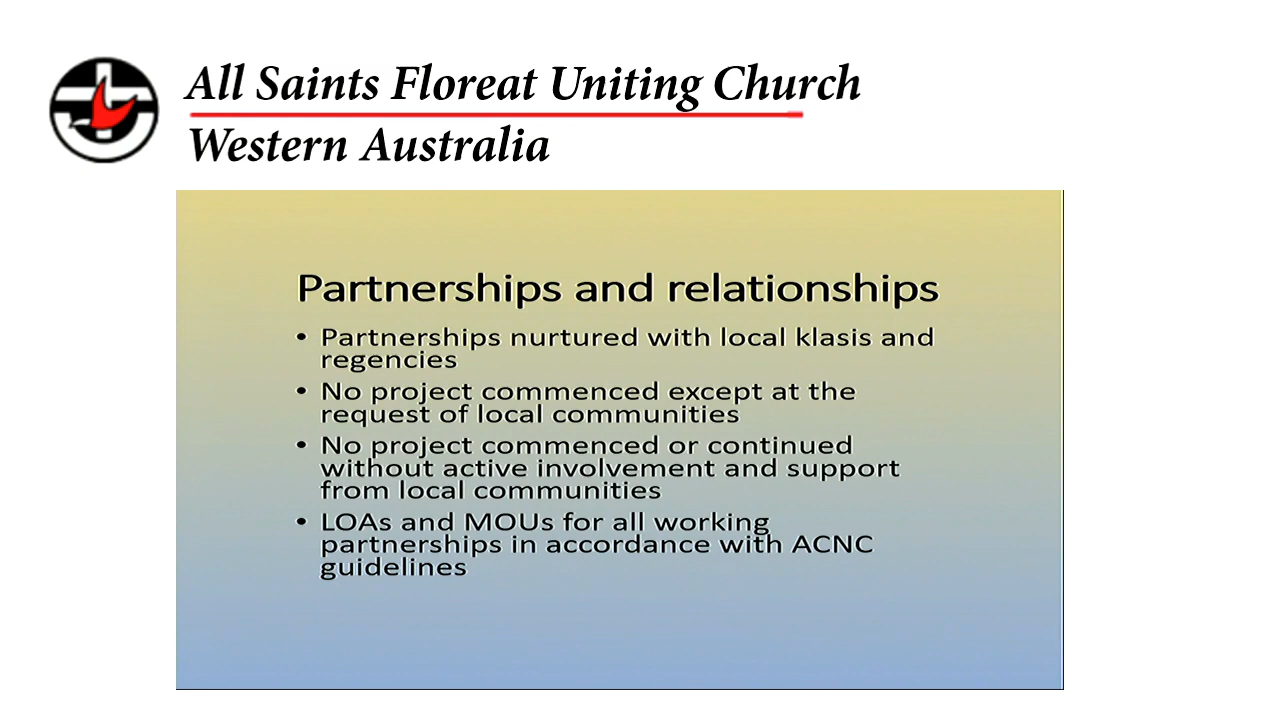 All Saints Floreat Uniting Church
Western Australia
Partnerships and relationships
• Partnerships nurtured with local klasis and
regencies
• No project commenced except at the
request of local communities
• No project commenced or continued
without active involvement and support
from local communities
• LOAs and MOUs for all working
partnerships in accordance with ACNC
guidelines